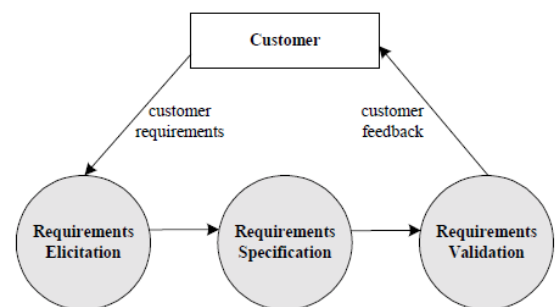 Customer
customer
requirements
customer
feedback
Requirements
Elicitation
Requirements
Specification
Requirements
Validation